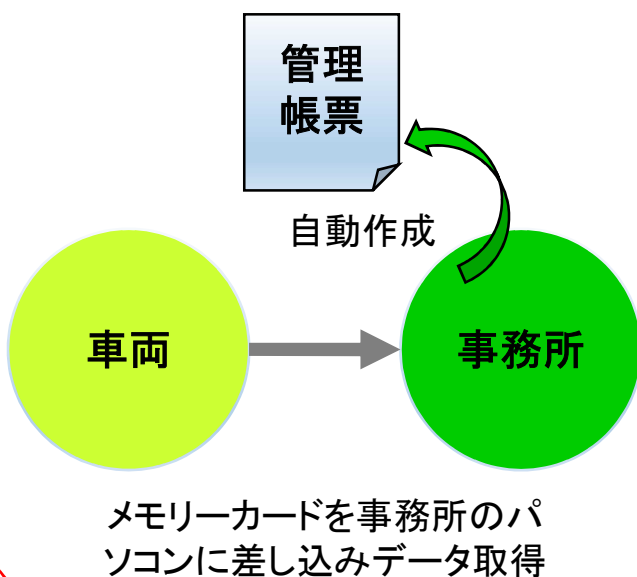 管理
帳票
自動作成
車両
事務所
メモリーカードを事務所のパ
ソコンに差し込みデータ取得